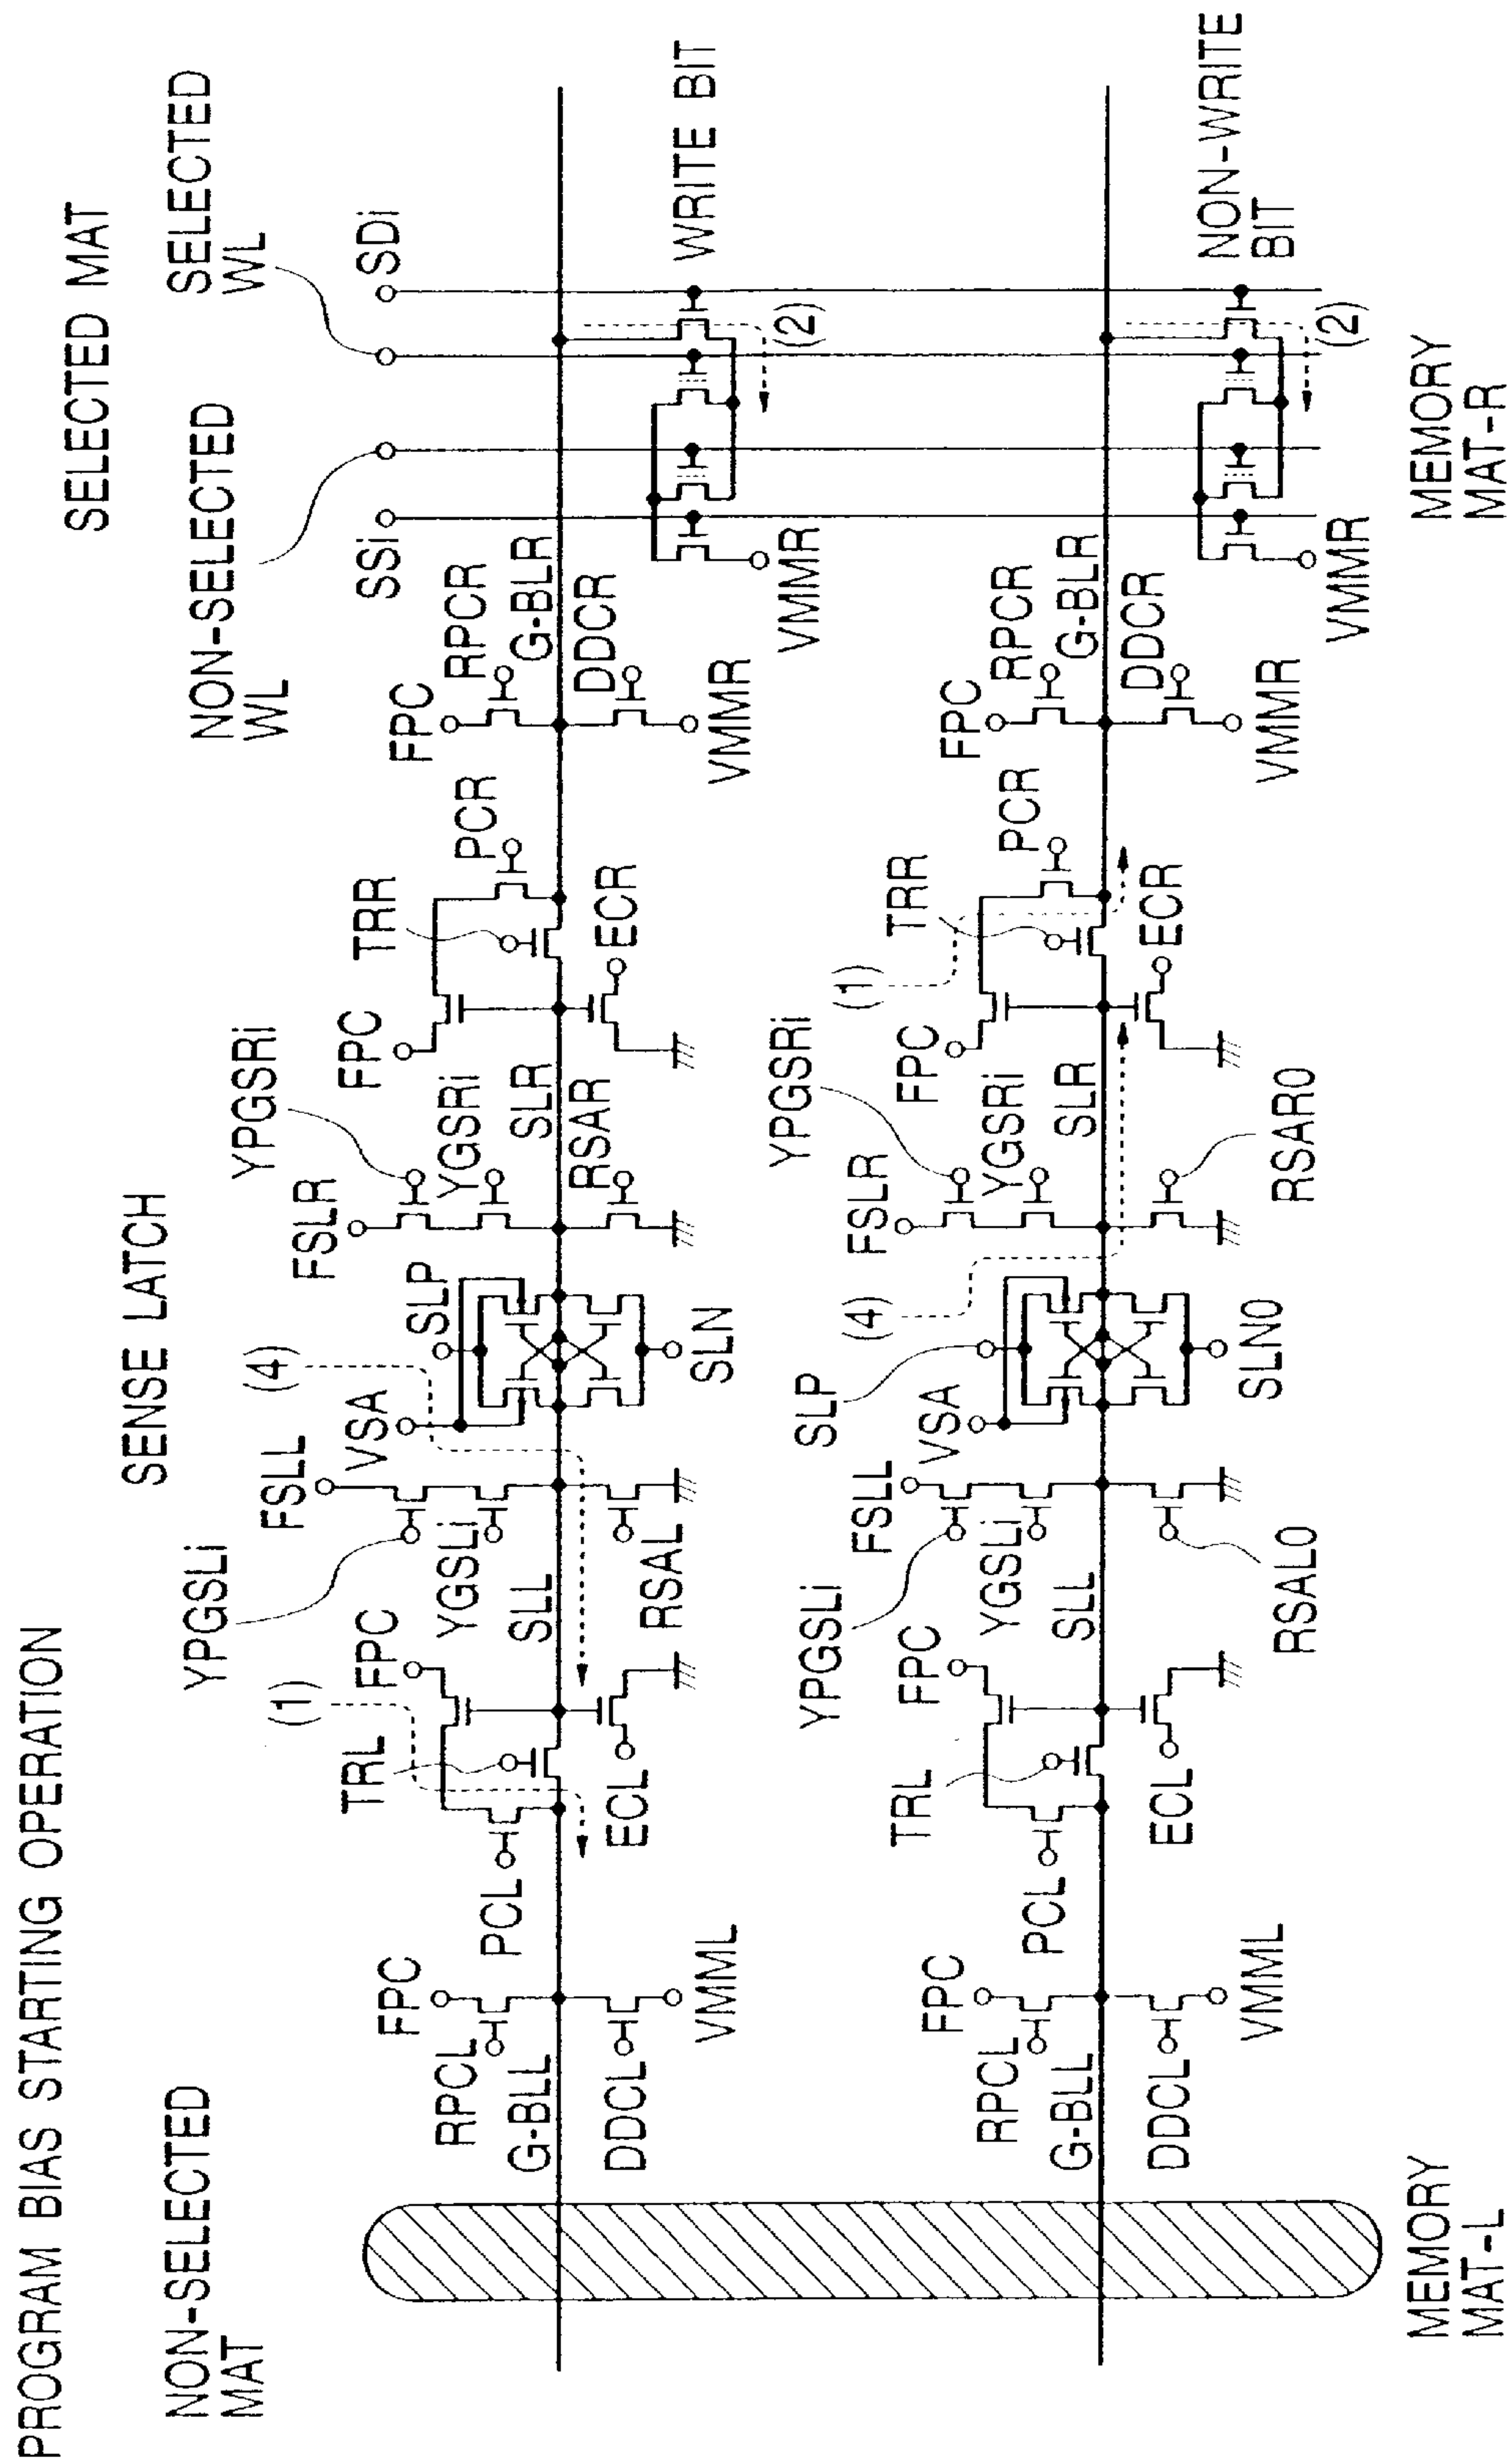 PROGRAM BIAS STARTING OPERATION
NON-SELECTED
MAT
SENSE LATCH
SELECTED MAT
NON-SELECTED
WL
SELECTED
WL
SSi
SDi
FPC
RPCL
G-BLL
DDCL
VMML
PCL
TRL
(1)
FPC
ECL
YPGSLi
FSLL
YGSLi
SLL
RSAL
(4)
VSA
SLP
SLN
YPGSRi
FSLR
YGSRi
SLR
RSAR
FPC
TRR
PCR
ECR
FPC
RPCR
G-BLR
DDCR
VMMR
VMMR
(2)
WRITE BIT
FPC
RPCL
G-BLL
DDCL
VMML
PCL
TRL
FPC
ECL
YPGSLi
FSLL
YGSLi
SLL
RSAL0
SLP
VSA
(4)
SLN0
YPGSRi
FSLR
YGSRi
SLR
RSAR0
(1)
FPC
TRR
PCR
ECR
FPC
RPCR
G-BLR
DDCR
VMMR
VMMR
(2)
NON-WRITE
BIT
MEMORY
MAT-L
MEMORY
MAT-R